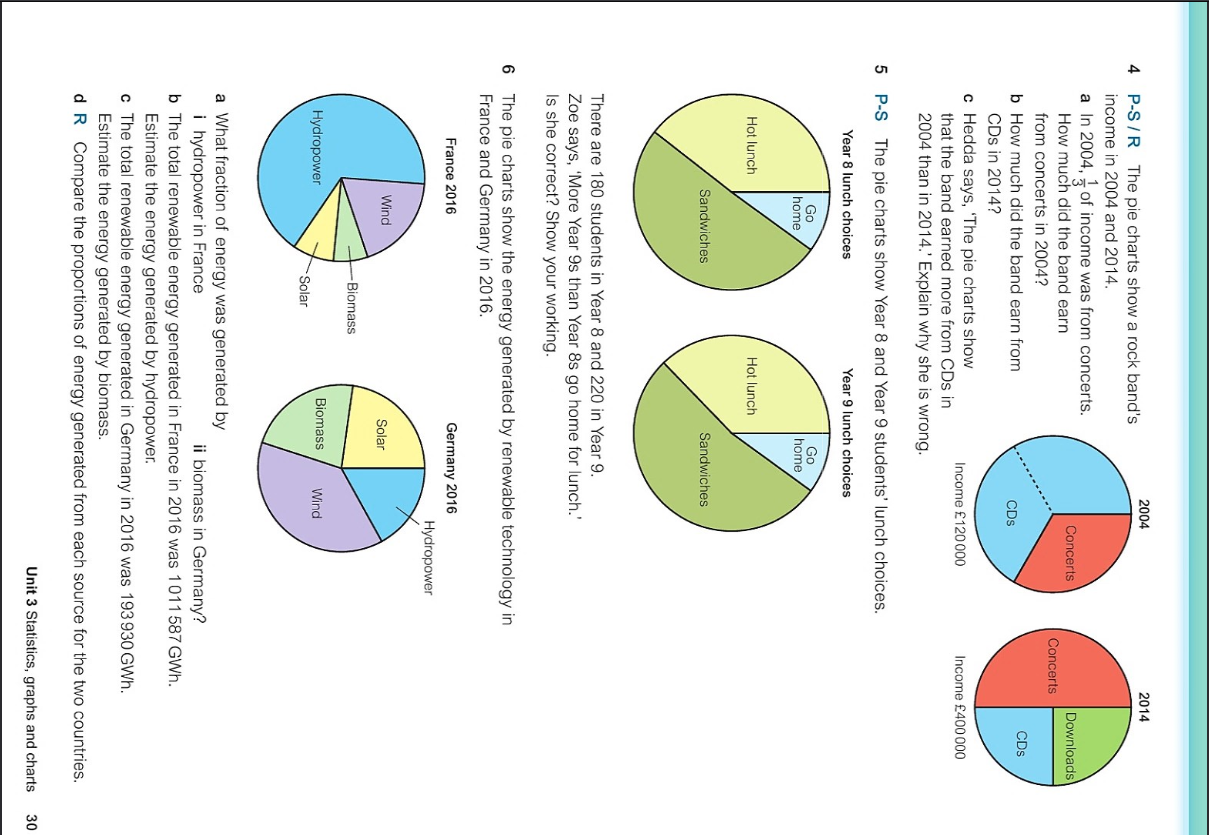 4 P-S / R The pie charts show a rock band's
income in 2004 and 2014.
a In 2004, 1/3 of income was from concerts.
How much did the band earn
from concerts in 2004?
b How much did the band earn from
CDs in 2014?
c Hedda says, 'The pie charts show
that the band earned more from CDs in
2004 than in 2014.' Explain why she is wrong.
2004
Concerts
CDs
Income £120 000
2014
Concerts
Downloads
CDs
Income £400 000
5 P-S The pie charts show Year 8 and Year 9 students' lunch choices.
Year 8 lunch choices
Go
home
Hot lunch
Sandwiches
Year 9 lunch choices
Go
home
Hot lunch
Sandwiches
There are 180 students in Year 8 and 220 in Year 9.
Zoe says, 'More Year 9s than Year 8s go home for lunch.'
Is she correct? Show your working.
6 The pie charts show the energy generated by renewable technology in
France and Germany in 2016.
France 2016
Wind
Hydropower
Biomass
Solar
Germany 2016
Hydropower
Solar
Biomass
Wind
a What fraction of energy was generated by
i hydropower in France ii biomass in Germany?
b The total renewable energy generated in France in 2016 was 1 011 587 GWh.
Estimate the energy generated by hydropower.
c The total renewable energy generated in Germany in 2016 was 193 930 GWh.
Estimate the energy generated by biomass.
d R Compare the proportions of energy generated from each source for the two countries.
Unit 3 Statistics, graphs and charts 30